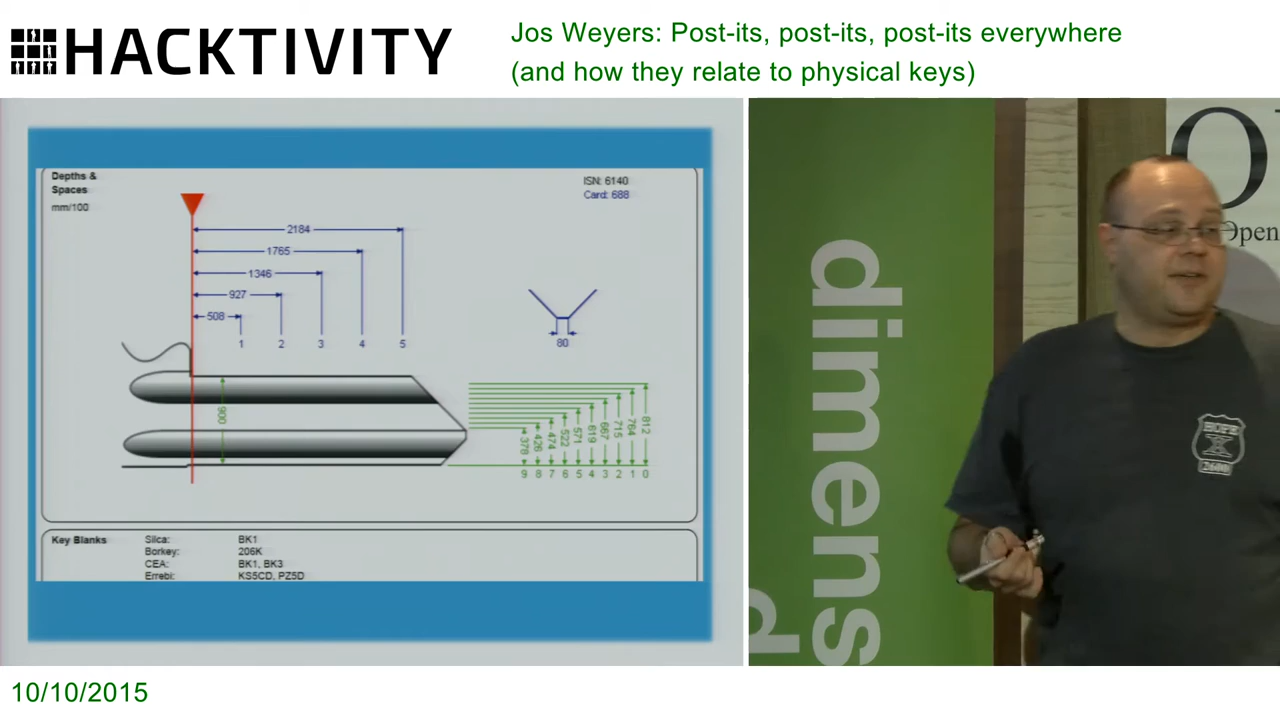 HACKTIVITY
Jos Weyers: Post-its, post-its, post-its everywhere
(and how they relate to physical keys)
Depths &
Spaces
mm/100
ISN: 6140
Card: 688
2184
1765
1346
927
508
1 2 3 4 5
80
900
378 426 474 522 571 619 667 715 764 812
9 8 7 6 5 4 3 2 1 0
Key Blanks
Silca: BK1
Borkey: 206K
CEA: BK1, BK3
Errebi: KS5CD, PZ5D
dimens
d
O
Open
HOPE
X
2600
10/10/2015